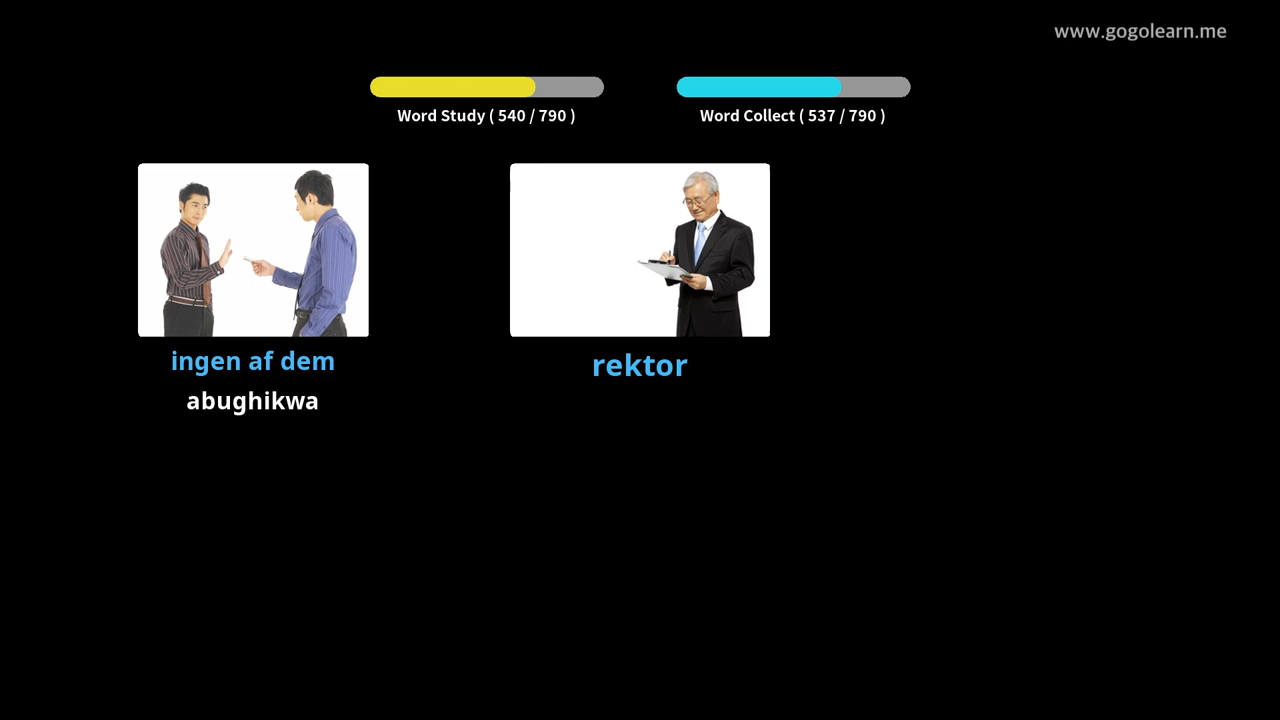 www.gogolearn.me
Word Study ( 540 / 790 )
Word Collect ( 537 / 790 )
ingen af dem
abughikwa
rektor